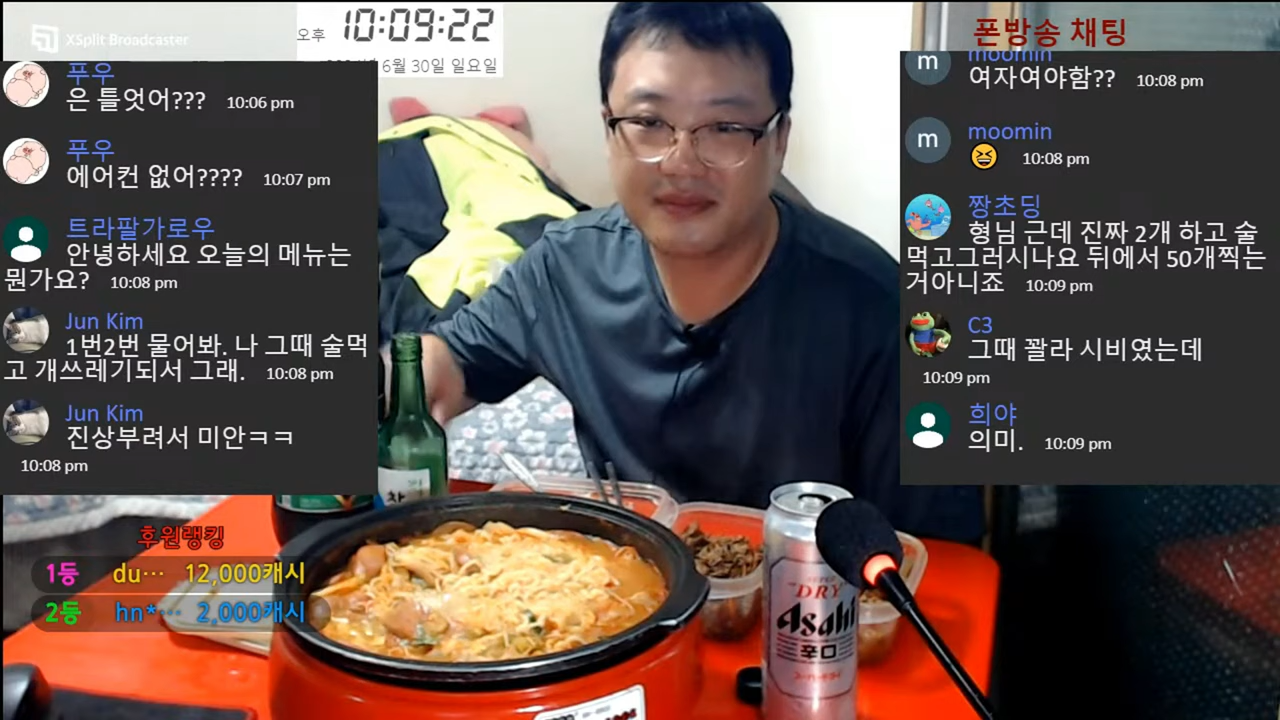 XSplit Broadcaster
오후 10:09:22
6월 30일 일요일
푸우
은 틀엇어??? 10:06 pm
푸우
에어컨 없어???? 10:07 pm
트라팔가로우
안녕하세요 오늘의 메뉴는
뭔가요? 10:08 pm
Jun Kim
1번2번 물어봐. 나 그때 술먹
고 개쓰레기되서 그래. 10:08 pm
Jun Kim
진상부려서 미안ㅋㅋ
10:08 pm
후원랭킹
1등 du… 12,000캐시
2등 hn*… 2,000캐시
폰방송 채팅
m moomin
여자여야함?? 10:08 pm
m moomin
😆 10:08 pm
짱초딩
형님 근데 진짜 2개 하고 술
먹고그러시나요 뒤에서 50개찍는
거아니죠 10:09 pm
C3
그때 꽐라 시비였는데
10:09 pm
희야
의미. 10:09 pm
참
"DRY"
Asahi
辛口